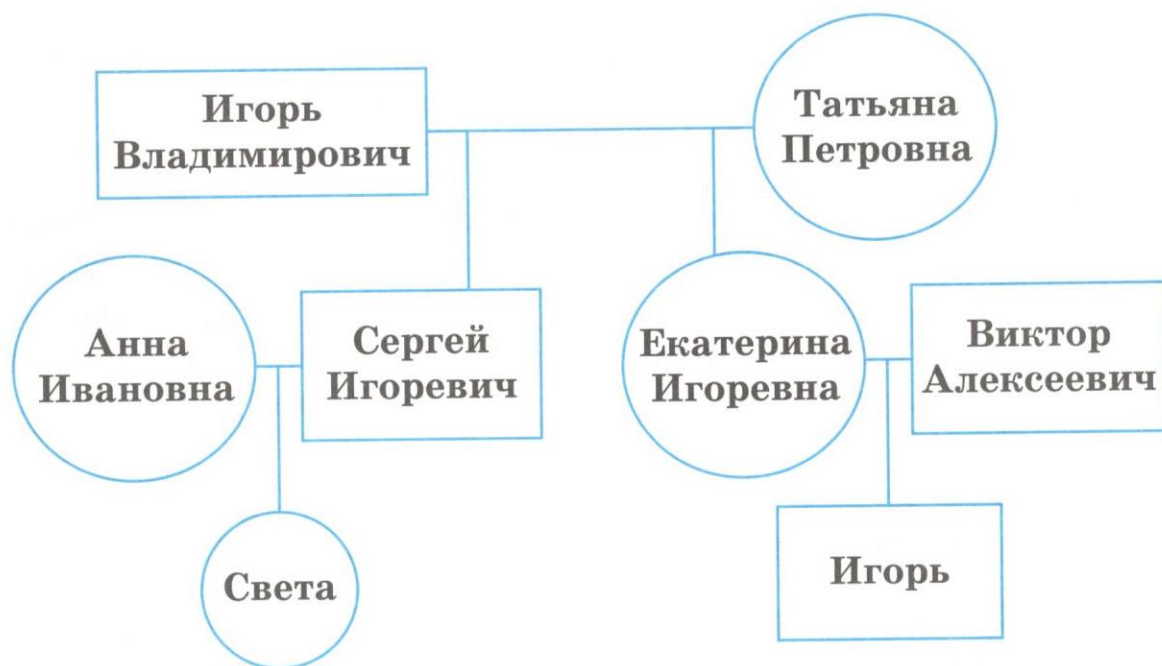 Игорь
Владимирович
Татьяна
Петровна
Анна
Ивановна
Сергей
Игоревич
Екатерина
Игоревна
Виктор
Алексеевич
Света
Игорь